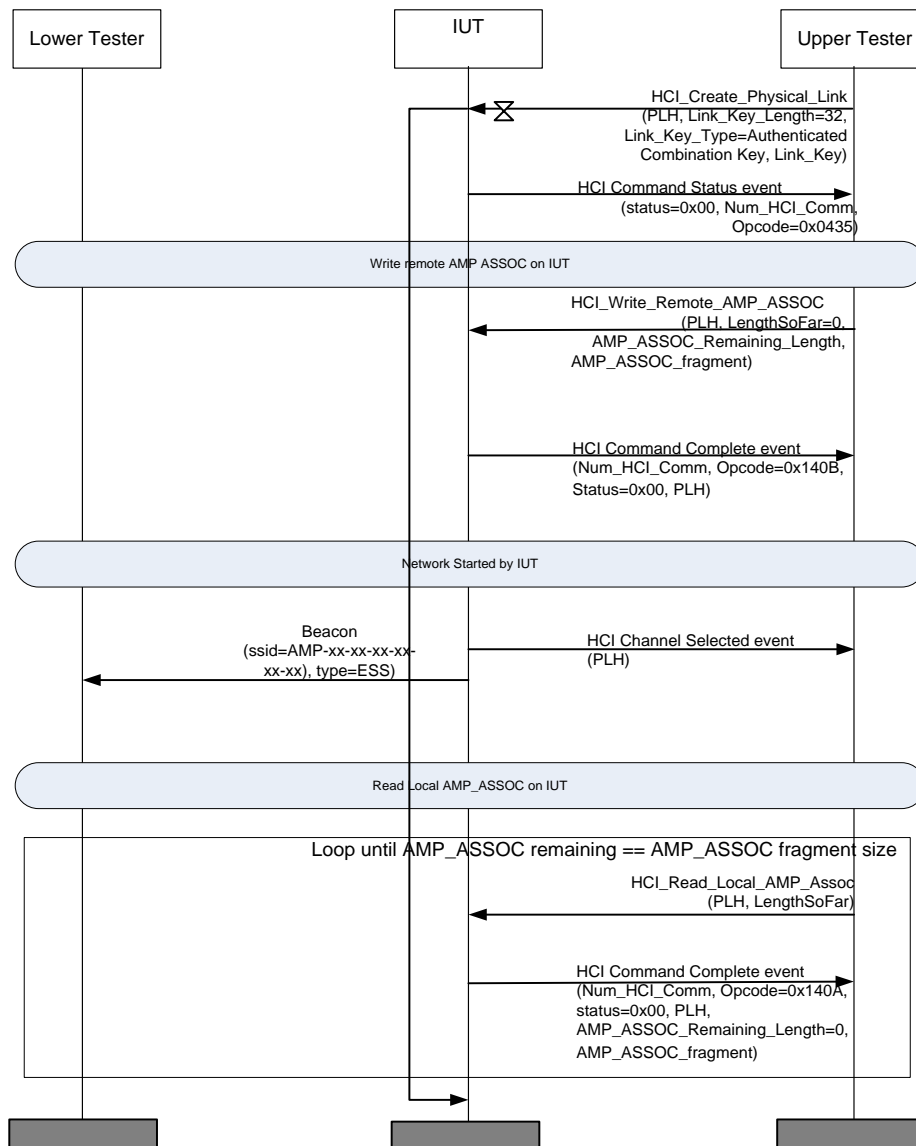 Lower Tester
IUT
Upper Tester
HCI_Create_Physical_Link
(PLH, Link_Key_Length=32,
Link_Key_Type=Authenticated
Combination Key, Link_Key)
HCI Command Status event
(status=0x00, Num_HCI_Comm,
Opcode=0x0435)
Write remote AMP ASSOC on IUT
HCI_Write_Remote_AMP_ASSOC
(PLH, LengthSoFar=0,
AMP_ASSOC_Remaining_Length,
AMP_ASSOC_fragment)
HCI Command Complete event
(Num_HCI_Comm, Opcode=0x140B,
Status=0x00, PLH)
Network Started by IUT
Beacon
(ssid=AMP-xx-xx-xx-xx-
xx-xx), type=ESS)
HCI Channel Selected event
(PLH)
Read Local AMP_ASSOC on IUT
Loop until AMP_ASSOC remaining == AMP_ASSOC fragment size
HCI_Read_Local_AMP_Assoc
(PLH, LengthSoFar)
HCI Command Complete event
(Num_HCI_Comm, Opcode=0x140A,
status=0x00, PLH,
AMP_ASSOC_Remaining_Length=0,
AMP_ASSOC_fragment)